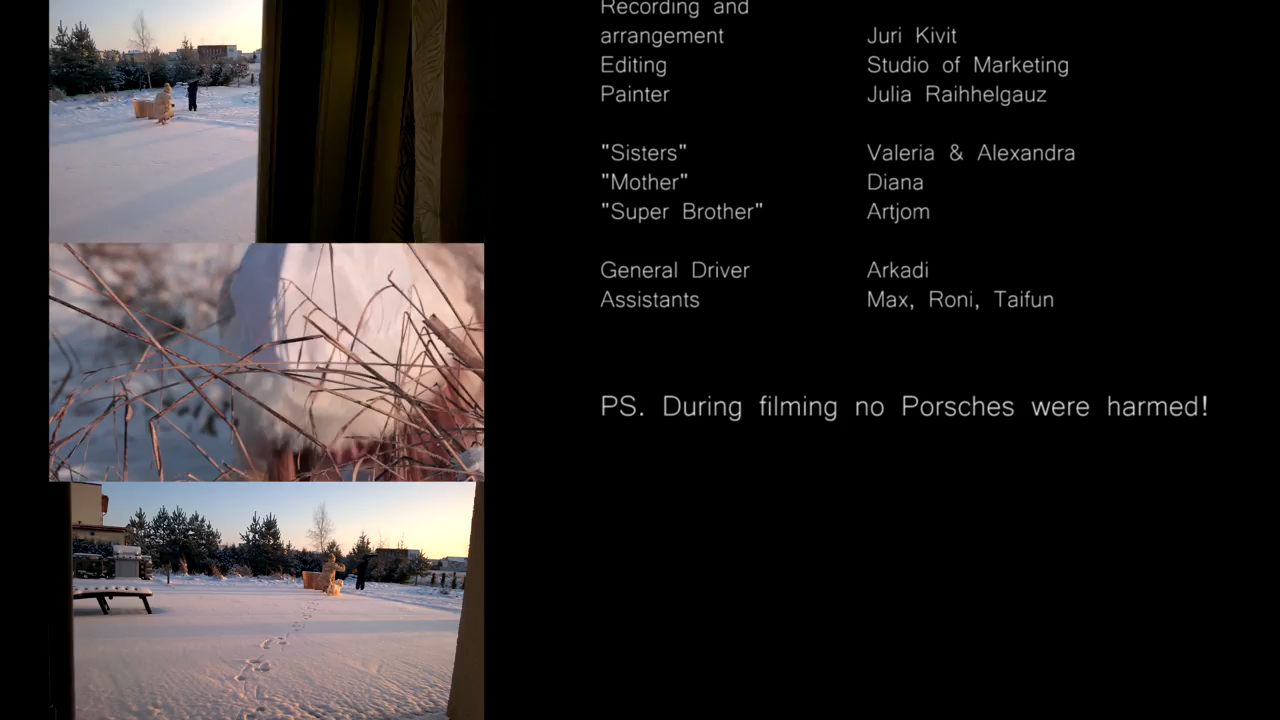 Recording and
arrangement Juri Kivit
Editing Studio of Marketing
Painter Julia Raihhelgauz
"Sisters" Valeria & Alexandra
"Mother" Diana
"Super Brother" Artjom
General Driver Arkadi
Assistants Max, Roni, Taifun
PS. During filming no Porsches were harmed!